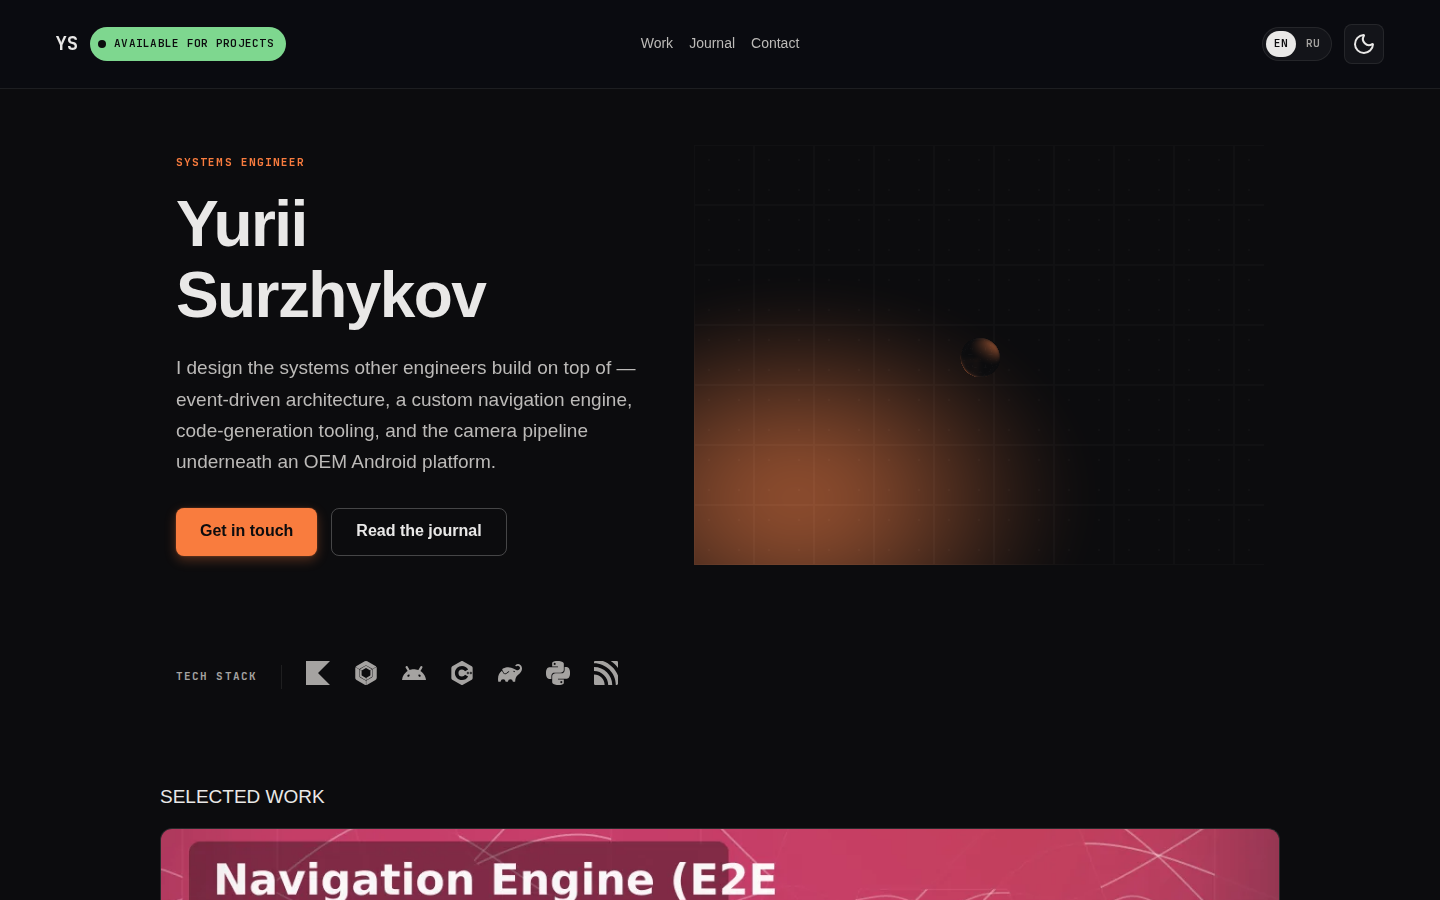 YS
AVAILABLE FOR PROJECTS
Work
Journal
Contact
EN
RU
SYSTEMS ENGINEER
Yurii
Surzhykov
I design the systems other engineers build on top of —
event-driven architecture, a custom navigation engine,
code-generation tooling, and the camera pipeline
underneath an OEM Android platform.
Get in touch
Read the journal
TECH STACK
SELECTED WORK
Navigation Engine (E2E